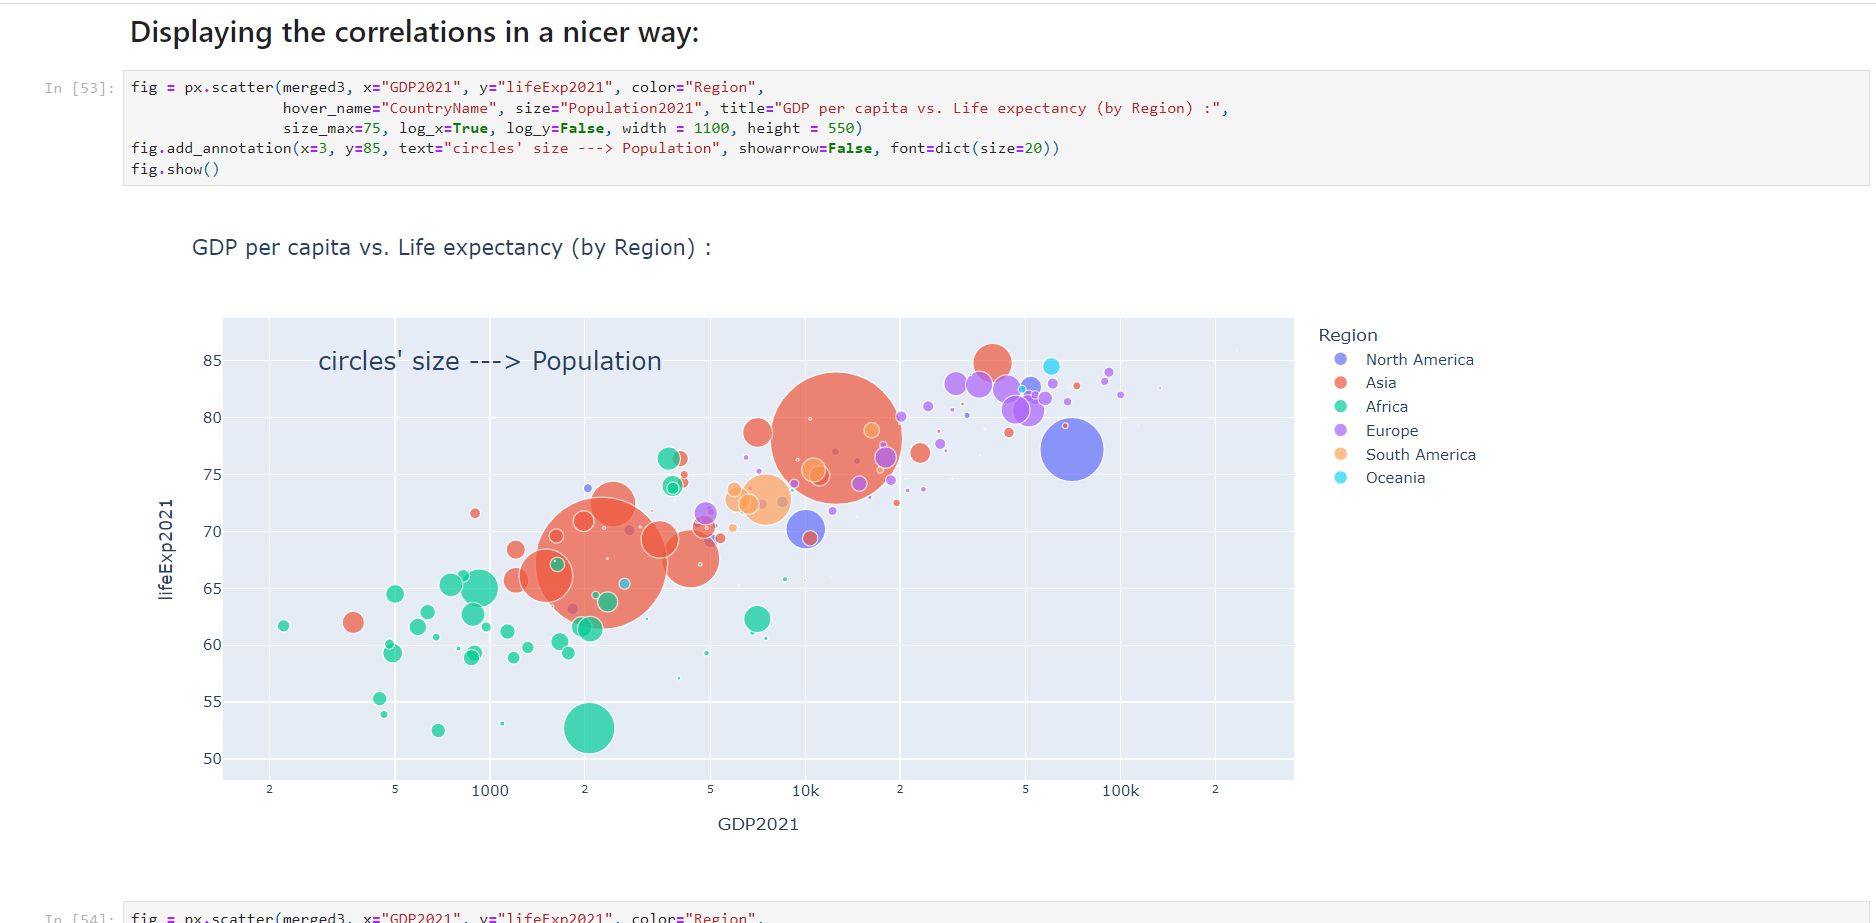 Displaying the correlations in a nicer way:
In [53]:
fig = px.scatter(merged3, x="GDP2021", y="lifeExp2021", color="Region",
hover_name="CountryName", size="Population2021", title="GDP per capita vs. Life expectancy (by Region) :",
size_max=75, log_x=True, log_y=False, width = 1100, height = 550)
fig.add_annotation(x=3, y=85, text="circles' size ---> Population", showarrow=False, font=dict(size=20))
fig.show()
GDP per capita vs. Life expectancy (by Region) :
circles' size ---> Population
85
80
75
70
65
60
55
50
lifeExp2021
2 5 1000 2 5 10k 2 5 100k 2
GDP2021
Region
North America
Asia
Africa
Europe
South America
Oceania
In [54]:
fig = px.scatter(merged3, x="GDP2021", y="lifeExp2021", color="Region",